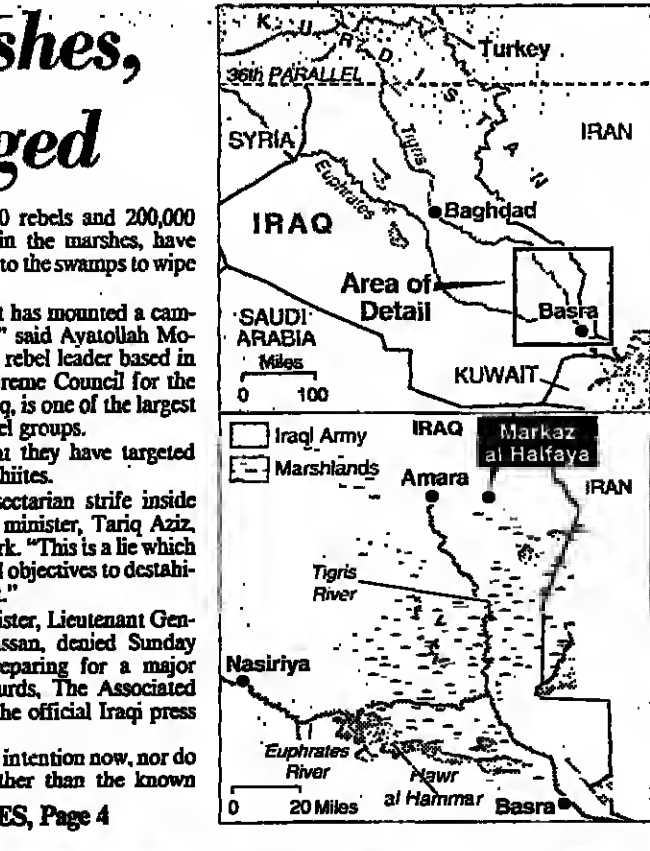 shes,
ged
0 rebels and 200,000
in the marshes, have
to the swamps to wipe
t has mounted a cam-
" said Ayatollah Mo-
rebel leader based in
reme Council for the
q, is one of the largest
el groups.
at they have targeted
hiites.
sectarian strife inside
minister, Tariq Aziz,
rk. "This is a lie which
l objectives to destabi-
."
ister, Lieutenant Gen-
assan, denied Sunday
reparing for a major
urds, The Associated
he official Iraqi press
intention now, nor do
ther than the known
ES, Page 4
KURDISTAN
Turkey
36th PARALLEL
SYRIA
Tigris
IRAN
Euphrates
Baghdad
IRAQ
Area of
Detail
Basra
SAUDI
ARABIA
Miles
0 100
KUWAIT
Iraqi Army
Marshlands
IRAQ
Markaz
al Halfaya
Amara
IRAN
Tigris
River
Nasiriya
Euphrates
River
Hawr
al Hammar
0 20 Miles
Basra